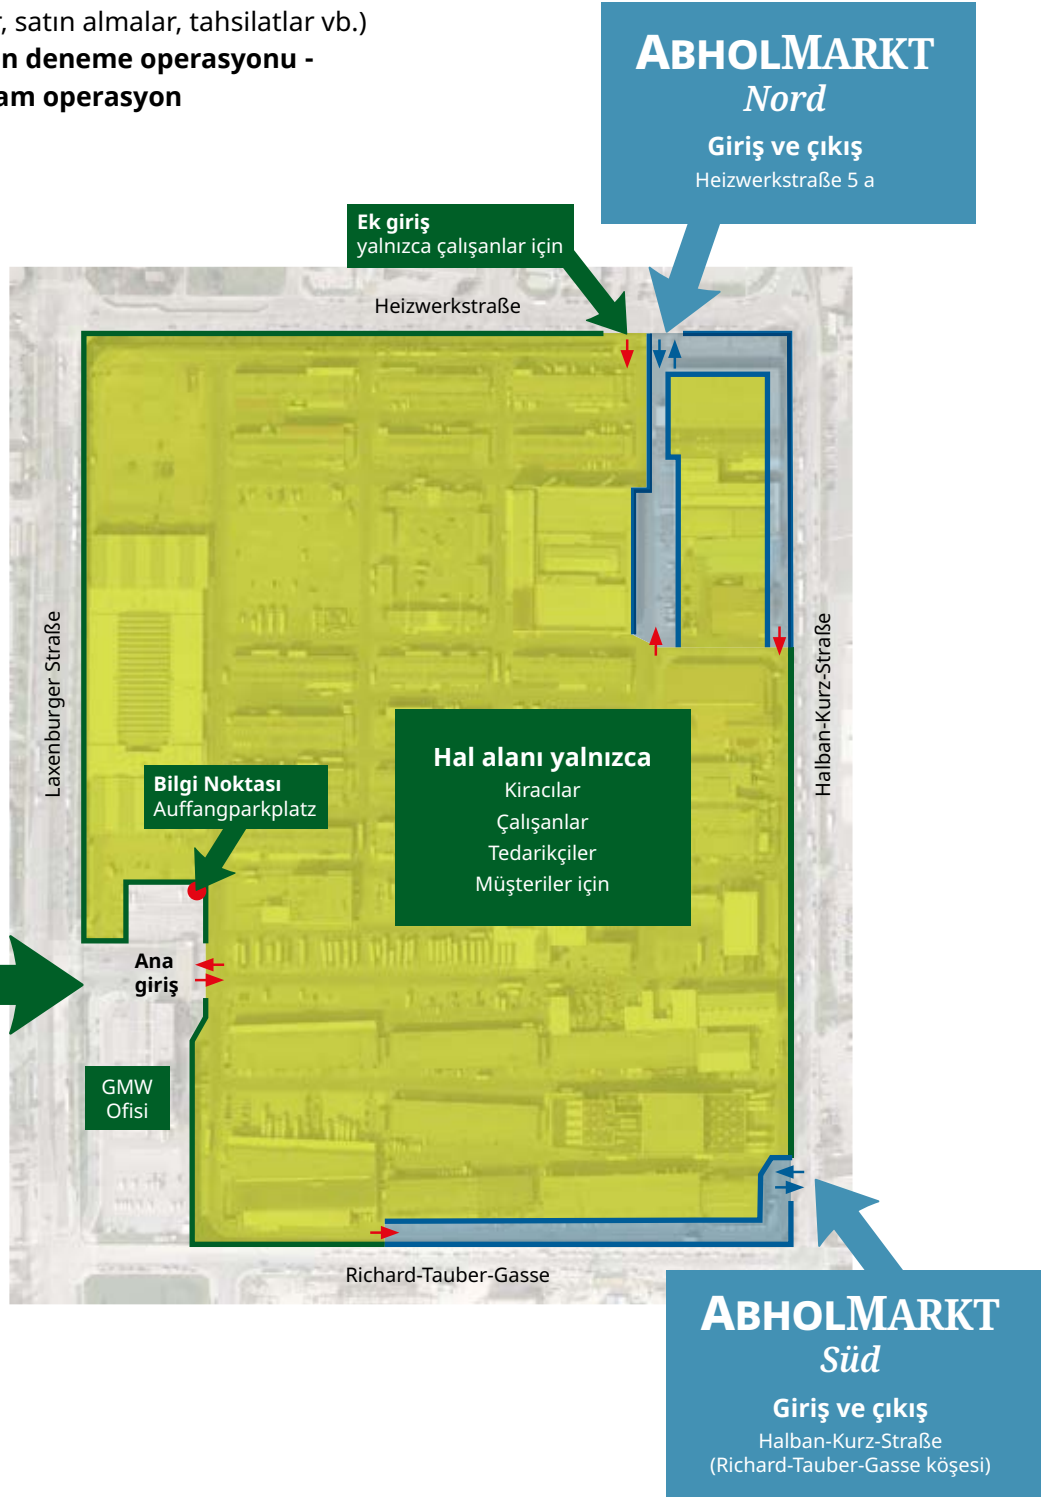 , satın almalar, tahsilatlar vb.)
n deneme operasyonu -
am operasyon
ABHOLMARKT
Nord
Giriş ve çıkış
Heizwerkstraße 5 a
Ek giriş
yalnızca çalışanlar için
Heizwerkstraße
Laxenburger Straße
Halban-Kurz-Straße
Hal alanı yalnızca
Kiracılar
Çalışanlar
Tedarikçiler
Müşteriler için
Bilgi Noktası
Auffangparkplatz
Ana
giriş
GMW
Ofisi
Richard-Tauber-Gasse
ABHOLMARKT
Süd
Giriş ve çıkış
Halban-Kurz-Straße
(Richard-Tauber-Gasse köşesi)